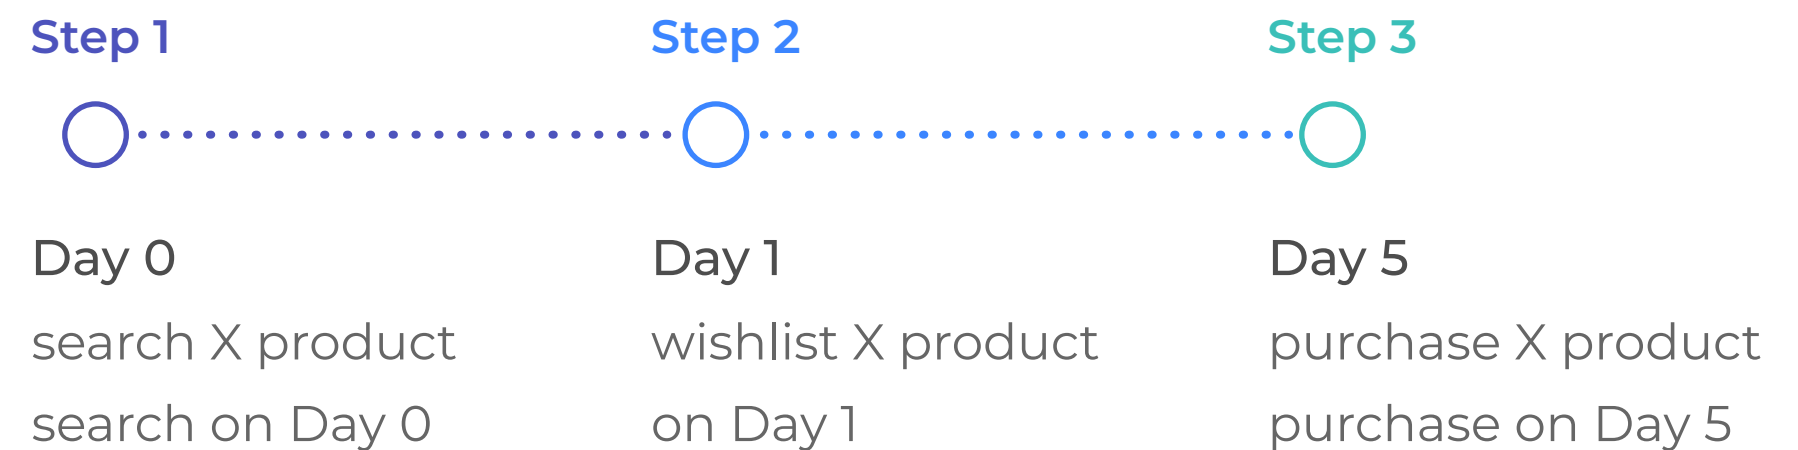 Step 1
Step 2
Step 3
Day 0
search X product
search on Day 0
Day 1
wishlist X product
on Day 1
Day 5
purchase X product
purchase on Day 5